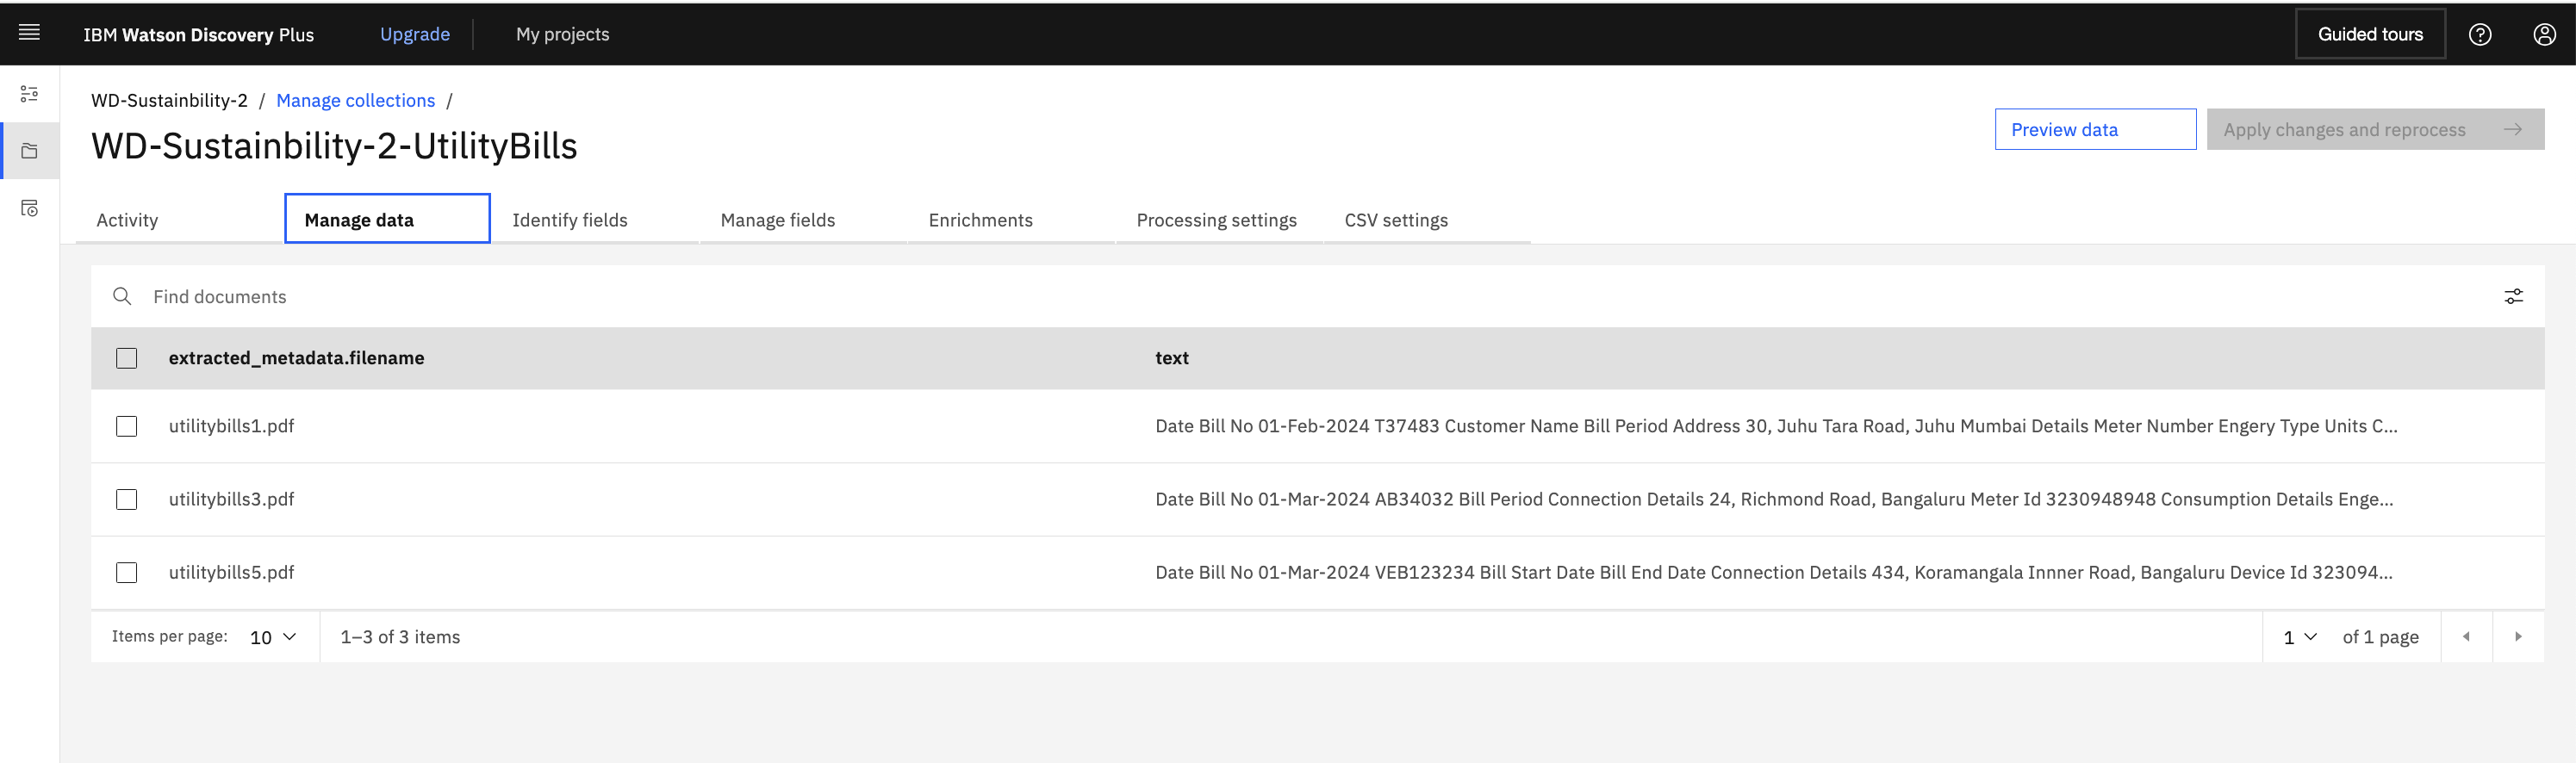 IBM Watson Discovery Plus Upgrade My projects Guided tours
WD-Sustainbility-2 / Manage collections /
WD-Sustainbility-2-UtilityBills
Preview data Apply changes and reprocess
Activity Manage data Identify fields Manage fields Enrichments Processing settings CSV settings
Find documents
extracted_metadata.filename text
utilitybills1.pdf Date Bill No 01-Feb-2024 T37483 Customer Name Bill Period Address 30, Juhu Tara Road, Juhu Mumbai Details Meter Number Engery Type Units C...
utilitybills3.pdf Date Bill No 01-Mar-2024 AB34032 Bill Period Connection Details 24, Richmond Road, Bangaluru Meter Id 3230948948 Consumption Details Enge...
utilitybills5.pdf Date Bill No 01-Mar-2024 VEB123234 Bill Start Date Bill End Date Connection Details 434, Koramangala Innner Road, Bangaluru Device Id 323094...
Items per page: 10 1–3 of 3 items 1 of 1 page